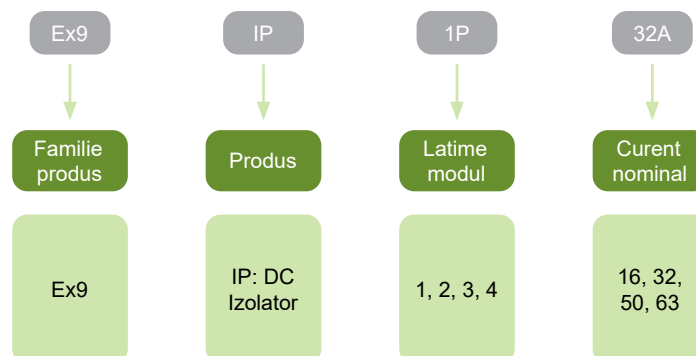 Ex9
IP
1P
32A
Familie
produs
Produs
Latime
modul
Curent
nominal
Ex9
IP: DC
Izolator
1, 2, 3, 4
16, 32,
50, 63